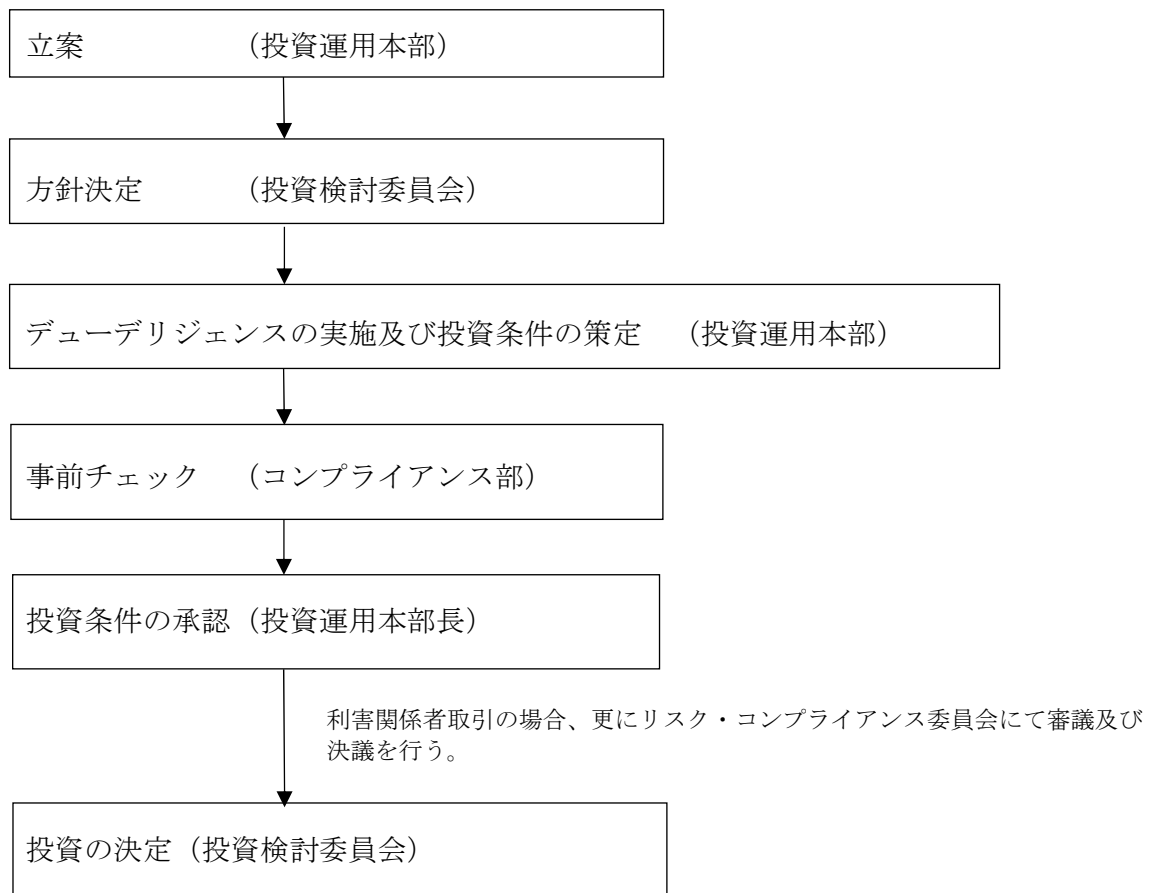 立案　　　　　（投資運用本部）
方針決定　　　（投資検討委員会）
デューデリジェンスの実施及び投資条件の策定　（投資運用本部）
事前チェック　（コンプライアンス部）
投資条件の承認（投資運用本部長）
利害関係者取引の場合、更にリスク・コンプライアンス委員会にて審議及び
決議を行う。
投資の決定（投資検討委員会）